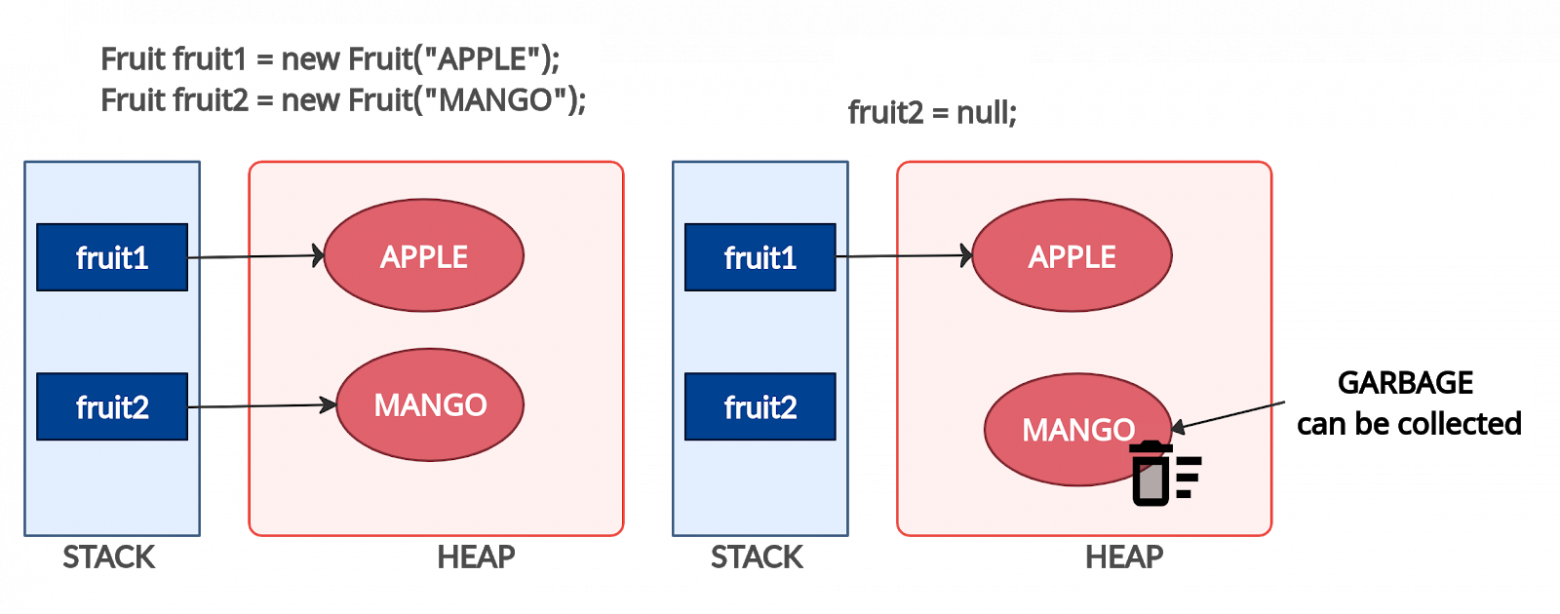 Fruit fruit1 = new Fruit("APPLE");
Fruit fruit2 = new Fruit("MANGO");
fruit1
APPLE
fruit2
MANGO
STACK
HEAP
fruit2 = null;
fruit1
APPLE
fruit2
MANGO
GARBAGE
can be collected
STACK
HEAP